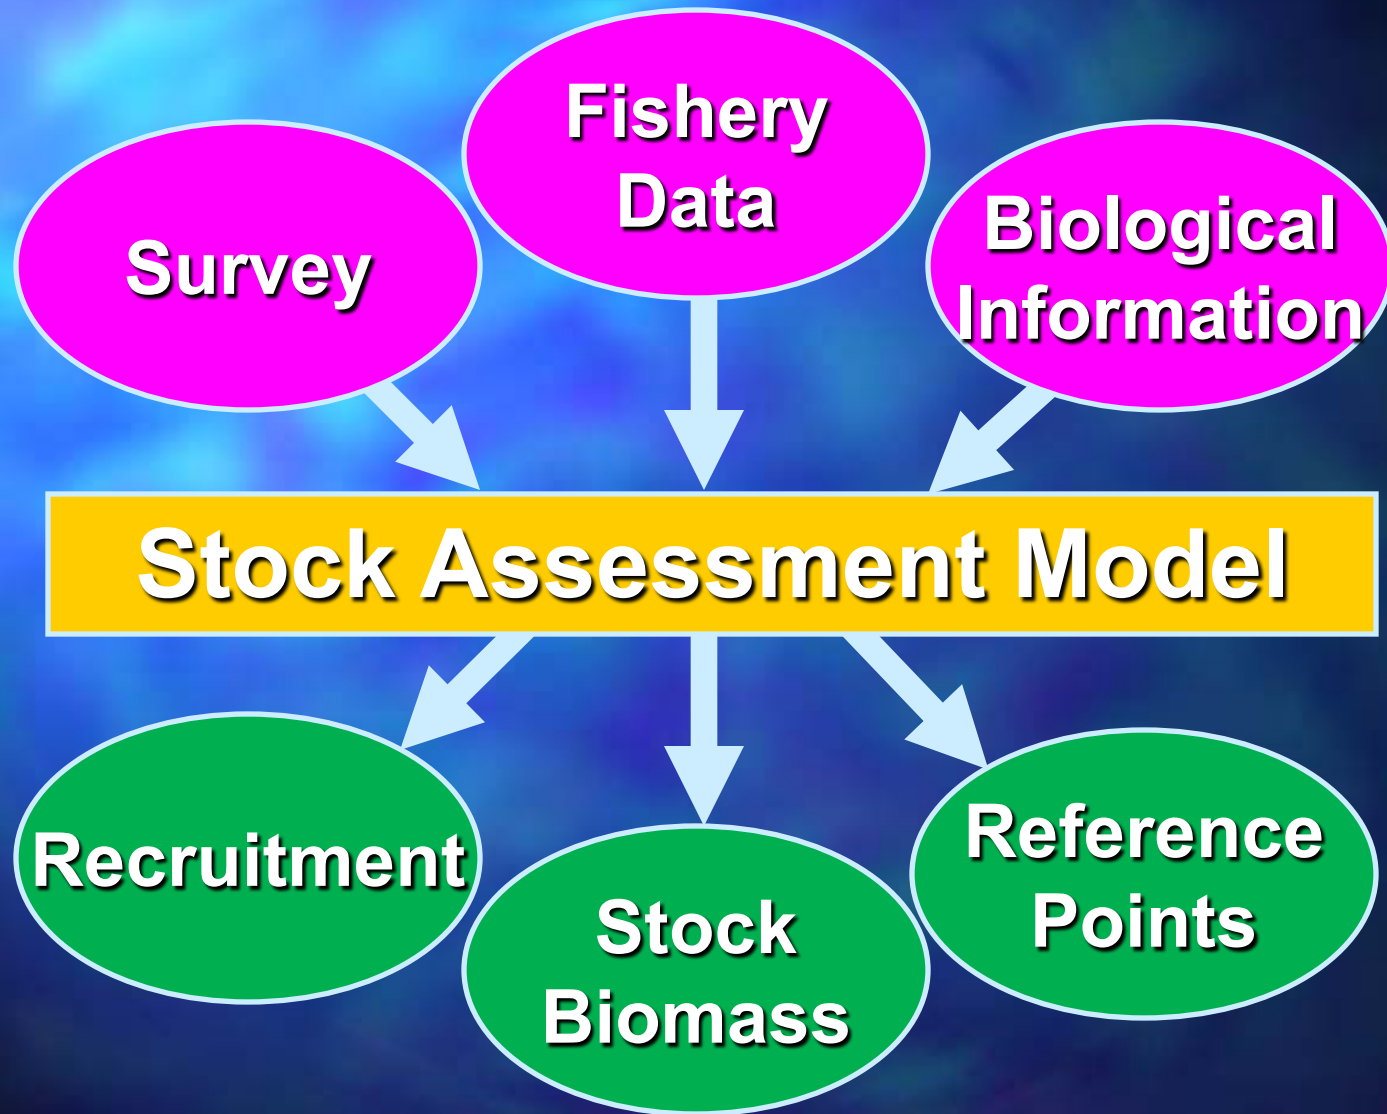 Fishery
Data
Survey
Biological
Information
Stock Assessment Model
Recruitment
Stock
Biomass
Reference
Points